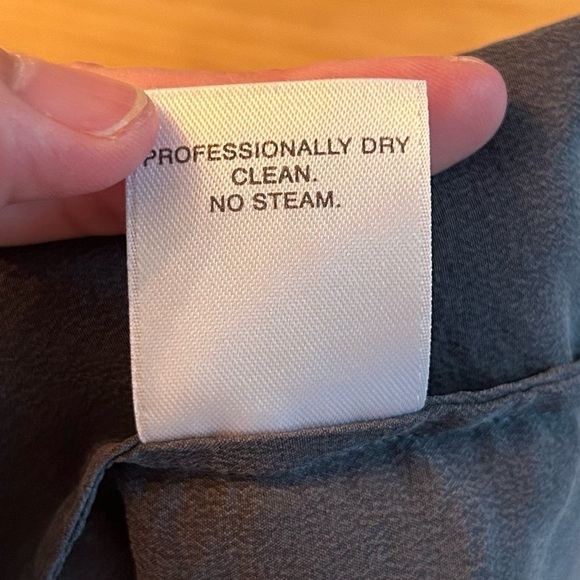 PROFESSIONALLY DRY
CLEAN.
NO STEAM.